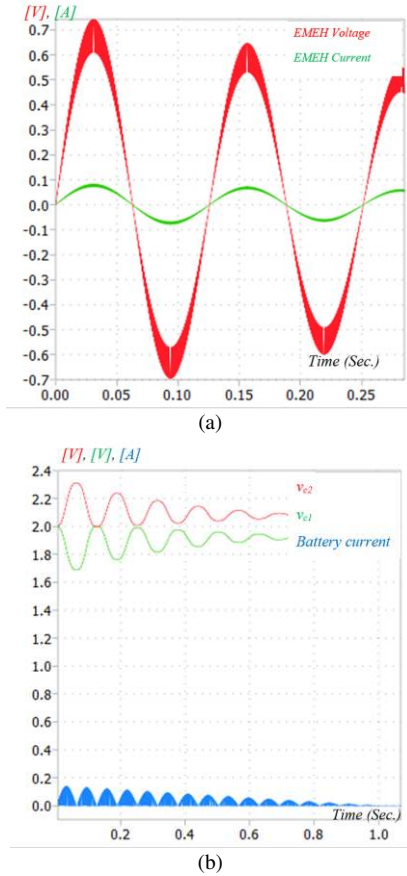 [V], [A]
EMEH Voltage
EMEH Current
0.7
0.6
0.5
0.4
0.3
0.2
0.1
0.0
-0.1
-0.2
-0.3
-0.4
-0.5
-0.6
-0.7
Time (Sec.)
0.00 0.05 0.10 0.15 0.20 0.25
(a)
[V], [V], [A]
2.4
2.2
2.0
1.8
1.6
1.4
1.2
1.0
0.8
0.6
0.4
0.2
0.0
vc2
vc1
Battery current
Time (Sec.)
0.2 0.4 0.6 0.8 1.0
(b)